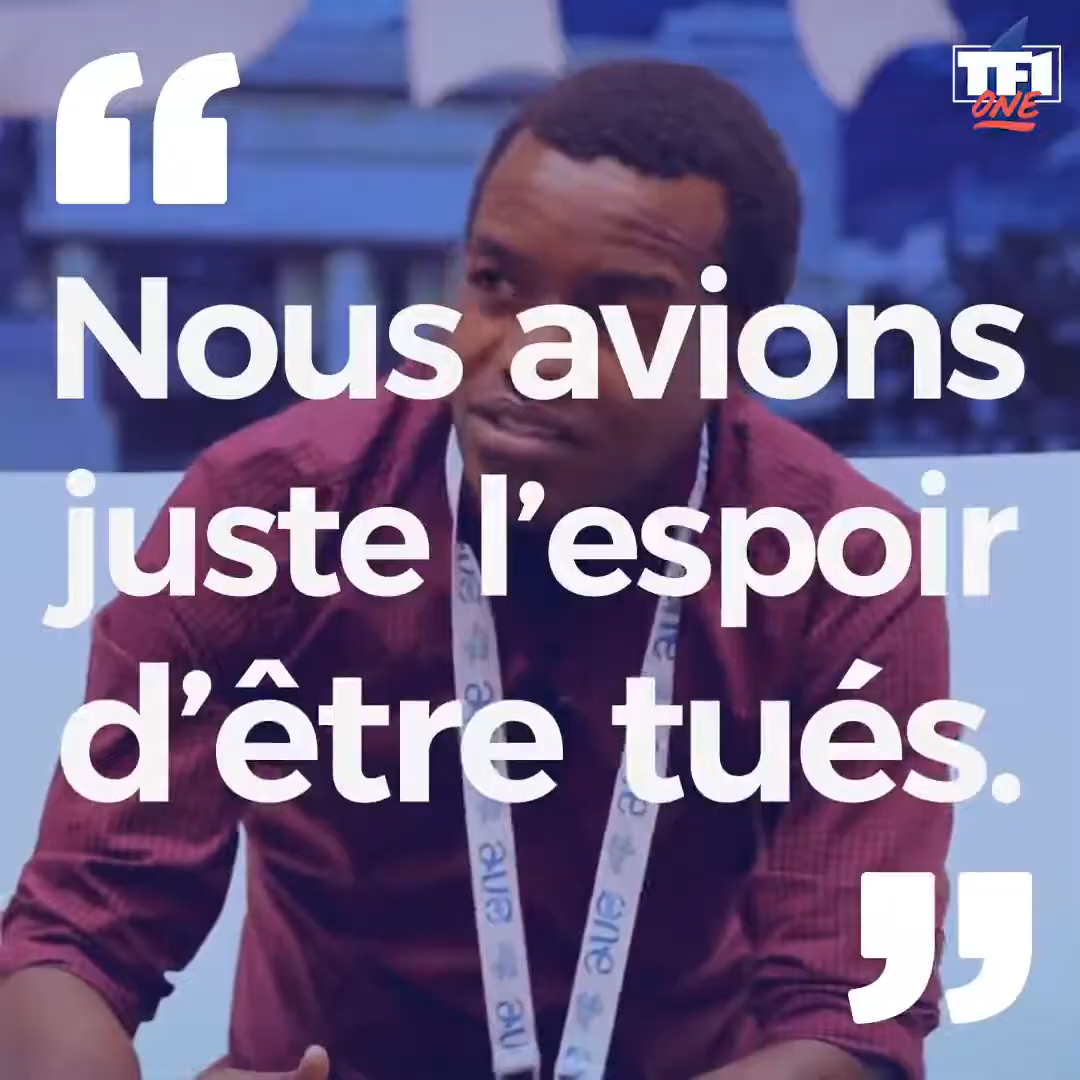 TF1
ONE
“
Nous avions
juste l’espoir
d’être tués.
”